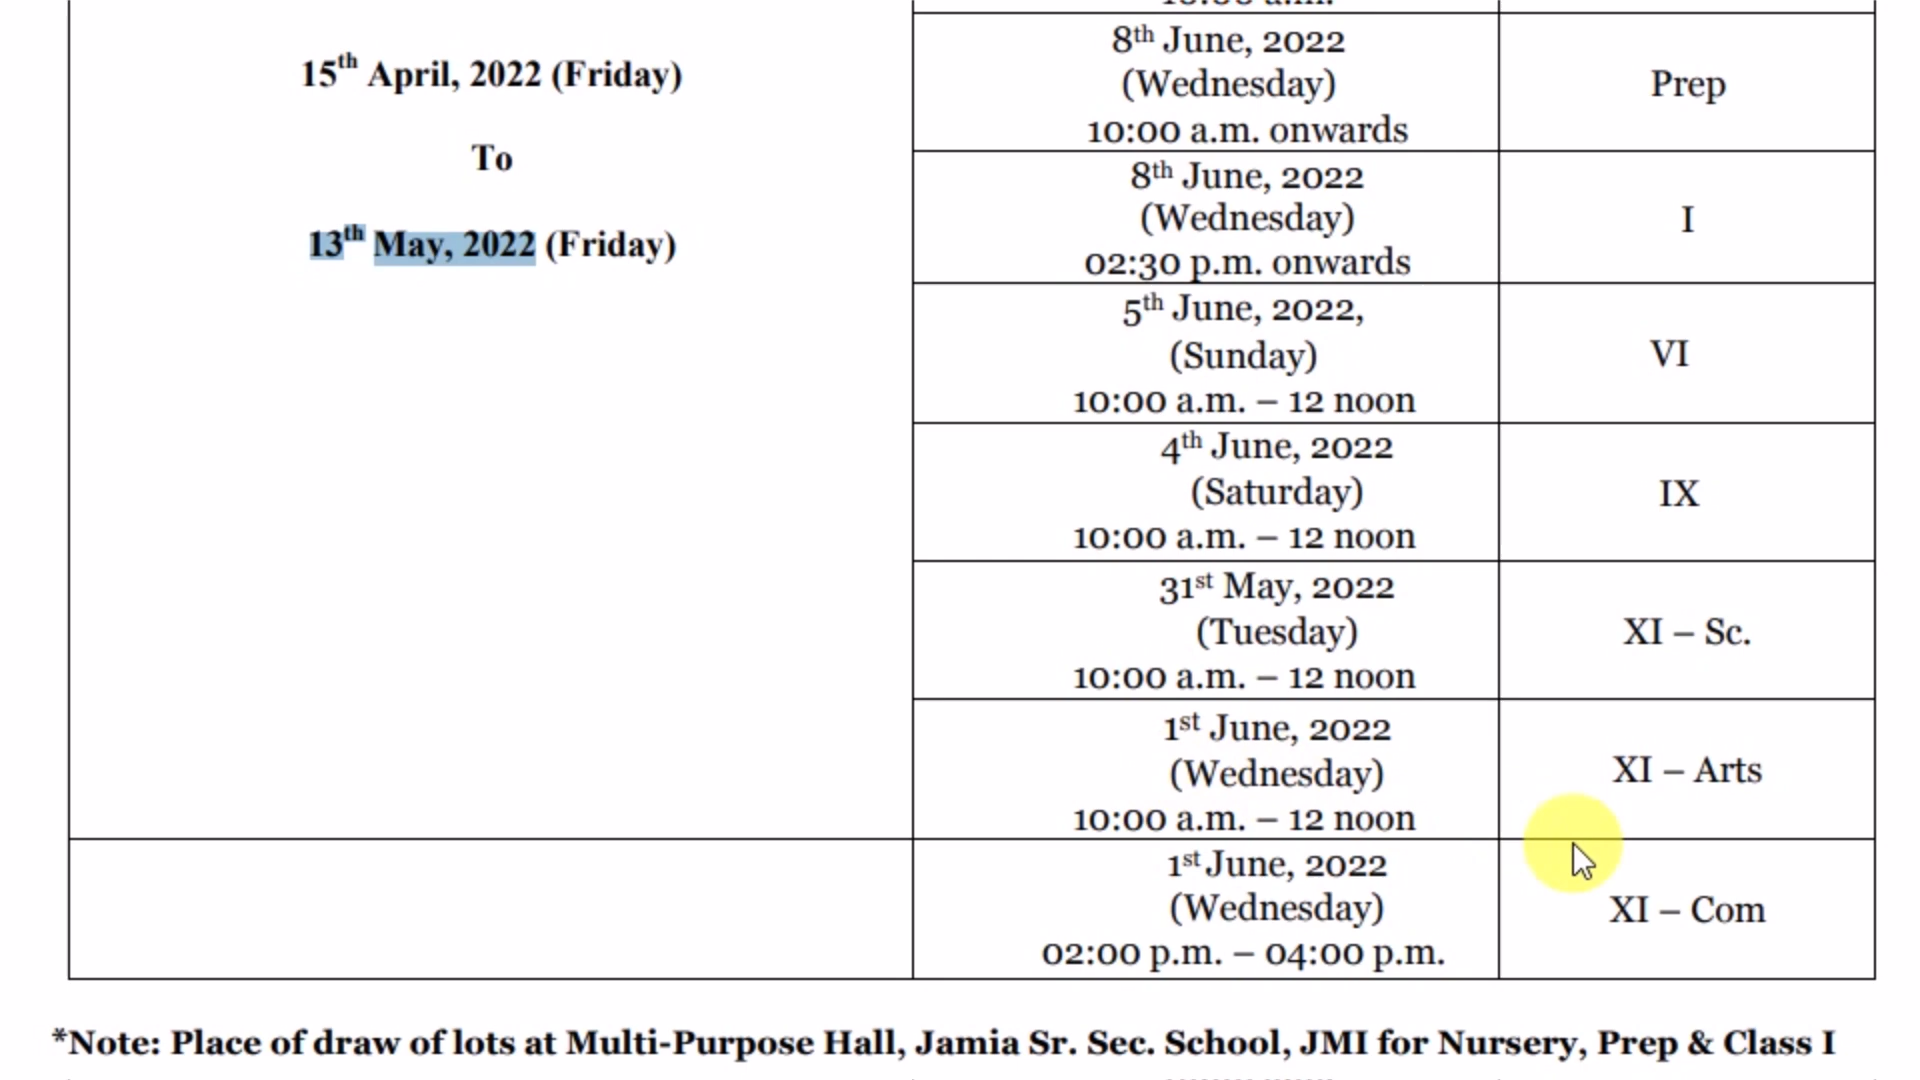 15th April, 2022 (Friday)
To
13th May, 2022 (Friday)
8th June, 2022
(Wednesday)
10:00 a.m. onwards
Prep
8th June, 2022
(Wednesday)
02:30 p.m. onwards
I
5th June, 2022,
(Sunday)
10:00 a.m. – 12 noon
VI
4th June, 2022
(Saturday)
10:00 a.m. – 12 noon
IX
31st May, 2022
(Tuesday)
10:00 a.m. – 12 noon
XI – Sc.
1st June, 2022
(Wednesday)
10:00 a.m. – 12 noon
XI – Arts
1st June, 2022
(Wednesday)
02:00 p.m. – 04:00 p.m.
XI – Com
*Note: Place of draw of lots at Multi-Purpose Hall, Jamia Sr. Sec. School, JMI for Nursery, Prep & Class I